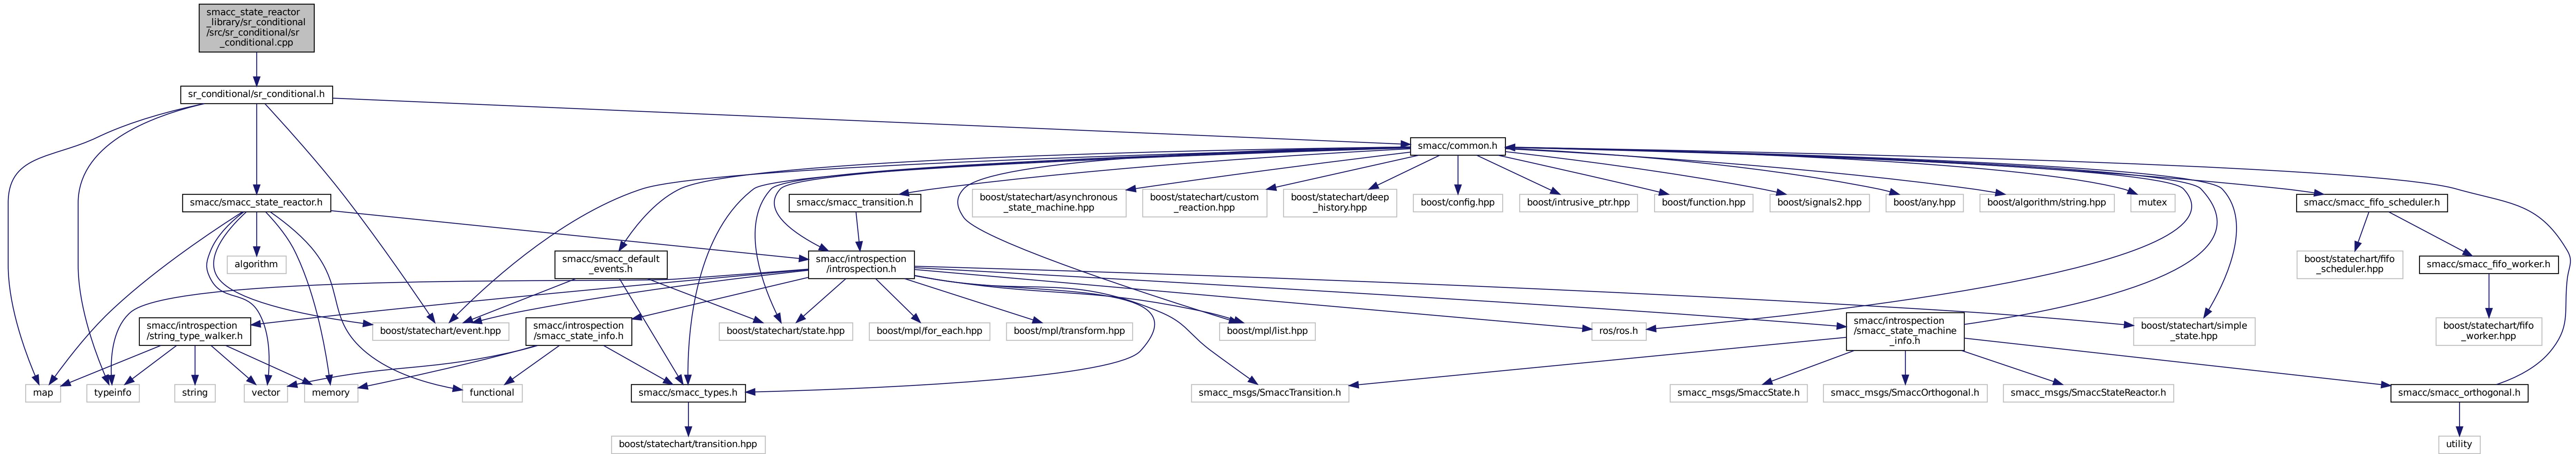 smacc_state_reactor
_library/sr_conditional
/src/sr_conditional/sr
_conditional.cpp
sr_conditional/sr_conditional.h
smacc/common.h
smacc/smacc_state_reactor.h
smacc/smacc_transition.h
boost/statechart/asynchronous
_state_machine.hpp
boost/statechart/custom
_reaction.hpp
boost/statechart/deep
_history.hpp
boost/config.hpp
boost/intrusive_ptr.hpp
boost/function.hpp
boost/signals2.hpp
boost/any.hpp
boost/algorithm/string.hpp
mutex
smacc/smacc_fifo_scheduler.h
algorithm
smacc/smacc_default
_events.h
smacc/introspection
/introspection.h
boost/statechart/fifo
_scheduler.hpp
smacc/smacc_fifo_worker.h
smacc/introspection
/string_type_walker.h
boost/statechart/event.hpp
smacc/introspection
/smacc_state_info.h
boost/statechart/state.hpp
boost/mpl/for_each.hpp
boost/mpl/transform.hpp
boost/mpl/list.hpp
ros/ros.h
smacc/introspection
/smacc_state_machine
_info.h
boost/statechart/simple
_state.hpp
boost/statechart/fifo
_worker.hpp
map
typeinfo
string
vector
memory
functional
smacc/smacc_types.h
smacc_msgs/SmaccTransition.h
smacc_msgs/SmaccState.h
smacc_msgs/SmaccOrthogonal.h
smacc_msgs/SmaccStateReactor.h
smacc/smacc_orthogonal.h
boost/statechart/transition.hpp
utility